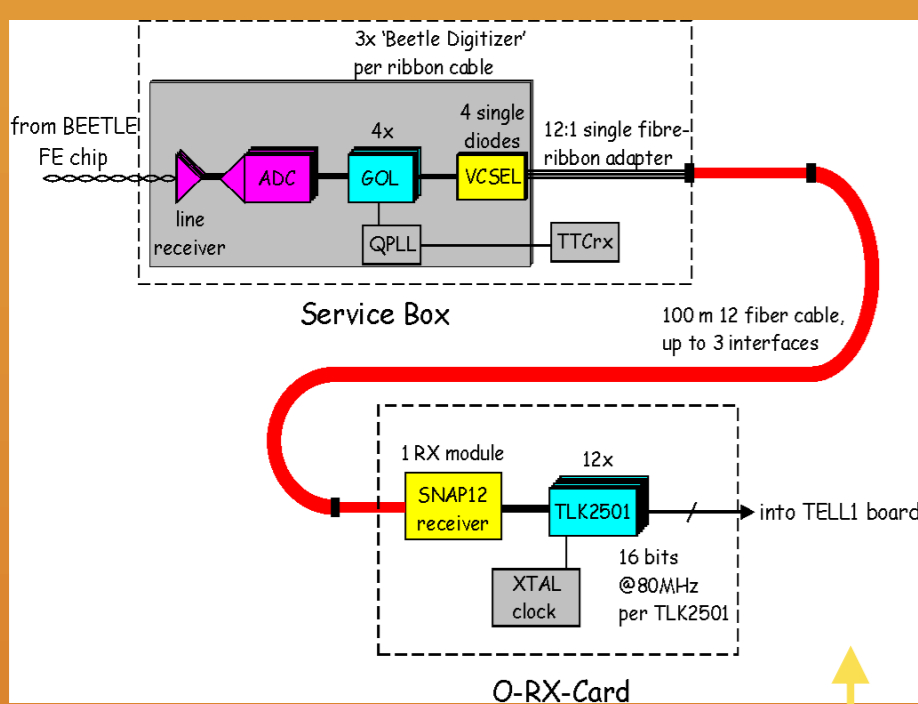 3x 'Beetle Digitizer'
per ribbon cable
from BEETLE
FE chip
line
receiver
ADC
4x
GOL
QPLL
4 single
diodes
VCSEL
12:1 single fibre-
ribbon adapter
TTCrx
Service Box
100 m 12 fiber cable,
up to 3 interfaces
1 RX module
SNAP12
receiver
12x
TLK2501
into TELL1 board
XTAL
clock
16 bits
@80MHz
per TLK2501
O-RX-Card